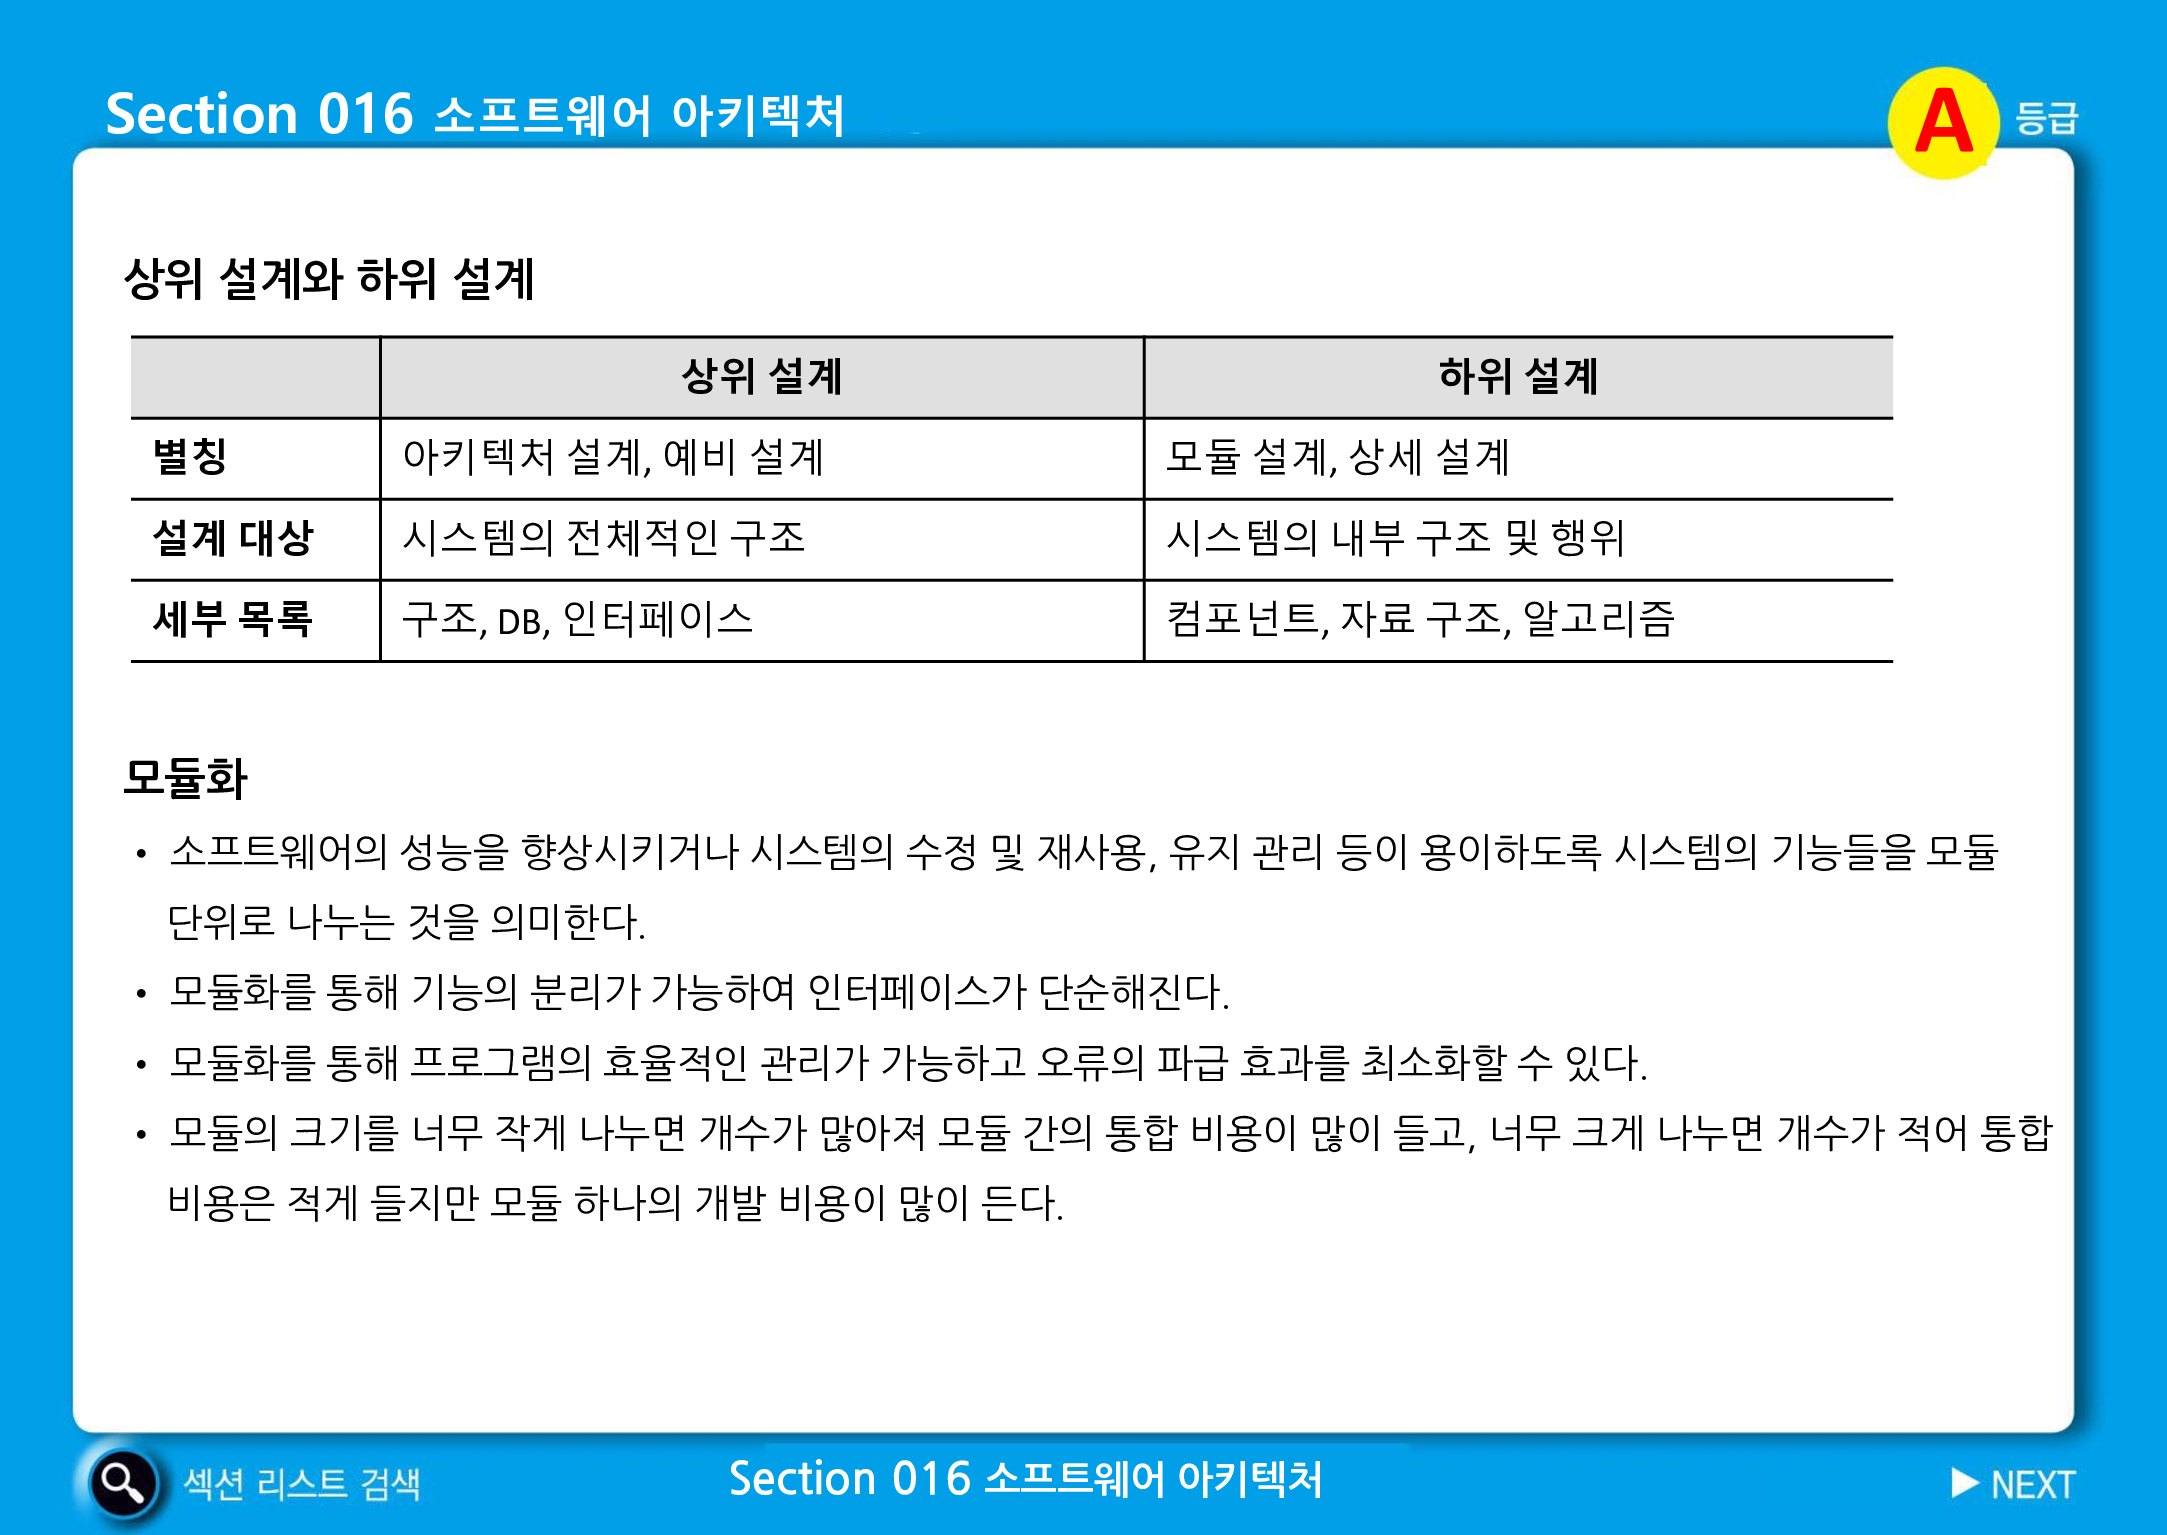 Section 016 소프트웨어 아키텍처
A 등급
상위 설계와 하위 설계
상위 설계 하위 설계
별칭 아키텍처 설계, 예비 설계 모듈 설계, 상세 설계
설계 대상 시스템의 전체적인 구조 시스템의 내부 구조 및 행위
세부 목록 구조, DB, 인터페이스 컴포넌트, 자료 구조, 알고리즘
모듈화
• 소프트웨어의 성능을 향상시키거나 시스템의 수정 및 재사용, 유지 관리 등이 용이하도록 시스템의 기능들을 모듈
단위로 나누는 것을 의미한다.
• 모듈화를 통해 기능의 분리가 가능하여 인터페이스가 단순해진다.
• 모듈화를 통해 프로그램의 효율적인 관리가 가능하고 오류의 파급 효과를 최소화할 수 있다.
• 모듈의 크기를 너무 작게 나누면 개수가 많아져 모듈 간의 통합 비용이 많이 들고, 너무 크게 나누면 개수가 적어 통합
비용은 적게 들지만 모듈 하나의 개발 비용이 많이 든다.
섹션 리스트 검색
Section 016 소프트웨어 아키텍처
▶ NEXT